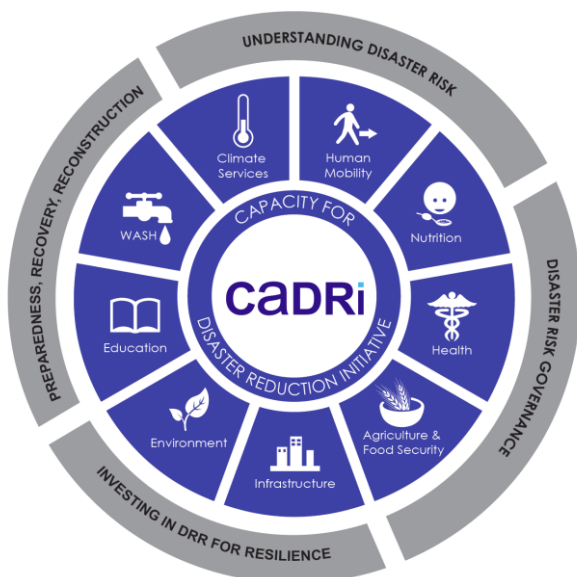 UNDERSTANDING DISASTER RISK
DISASTER RISK GOVERNANCE
INVESTING IN DRR FOR RESILIENCE
PREPAREDNESS, RECOVERY, RECONSTRUCTION
Climate
Services
Human
Mobility
Nutrition
Health
Agriculture &
Food Security
Infrastructure
Environment
Education
WASH
CAPACITY FOR
caDRi
DISASTER REDUCTION INITIATIVE